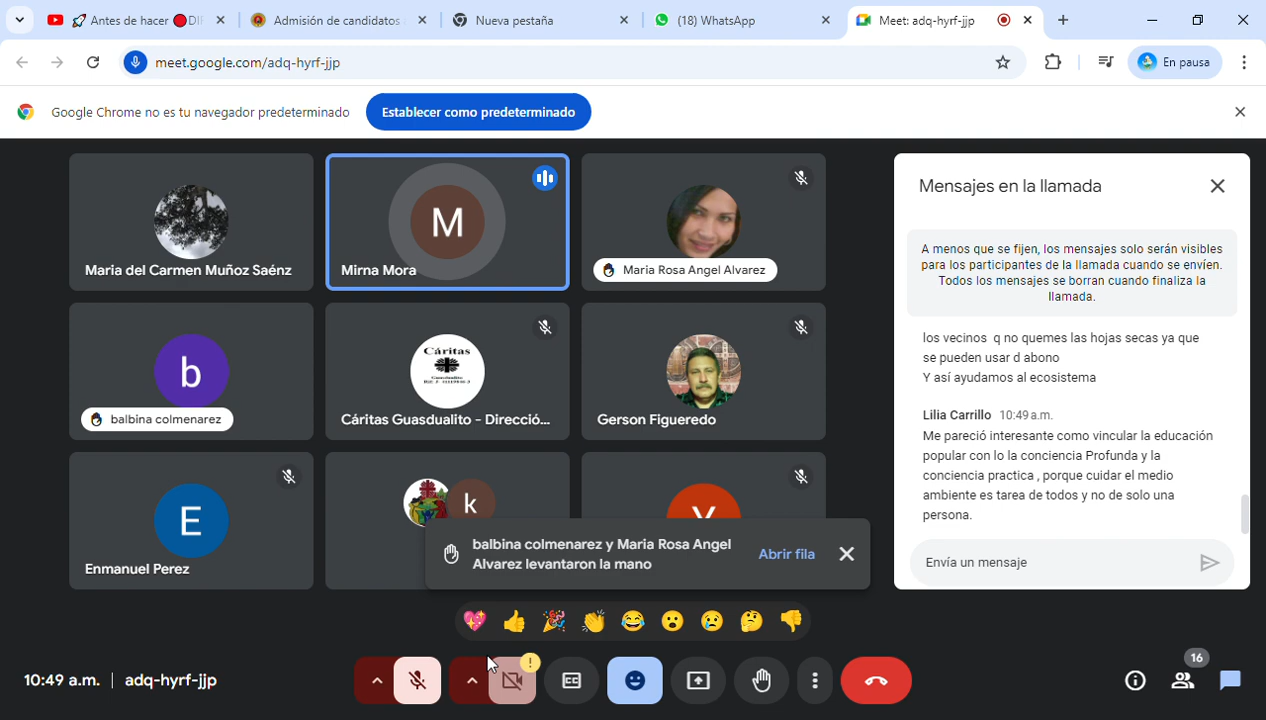 Antes de hacer
Admisión de candidatos
Nueva pestaña
(18) WhatsApp
Meet: adq-hyrf-jjp
meet.google.com/adq-hyrf-jjp
En pausa
Google Chrome no es tu navegador predeterminado
Establecer como predeterminado
Maria del Carmen Muñoz Saénz
M
Mirna Mora
Maria Rosa Angel Alvarez
b
balbina colmenarez
Cáritas
Cáritas Guasdualito - Direcció...
Gerson Figueredo
E
Enmanuel Perez
k
Y
balbina colmenarez y Maria Rosa Angel
Alvarez levantaron la mano
Abrir fila
Mensajes en la llamada
A menos que se fijen, los mensajes solo serán visibles
para los participantes de la llamada cuando se envíen.
Todos los mensajes se borran cuando finaliza la
llamada.
los vecinos q no quemes las hojas secas ya que
se pueden usar d abono
Y así ayudamos al ecosistema
Lilia Carrillo 10:49 a.m.
Me pareció interesante como vincular la educación
popular con lo la conciencia Profunda y la
conciencia practica , porque cuidar el medio
ambiente es tarea de todos y no de solo una
persona.
Envía un mensaje
10:49 a.m. | adq-hyrf-jjp
16